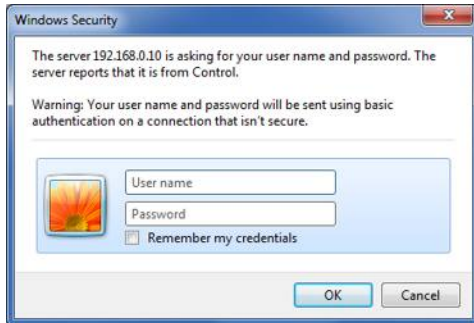 Windows Security
The server 192.168.0.10 is asking for your user name and password. The
server reports that it is from Control.
Warning: Your user name and password will be sent using basic
authentication on a connection that isn't secure.
User name
Password
Remember my credentials
OK Cancel